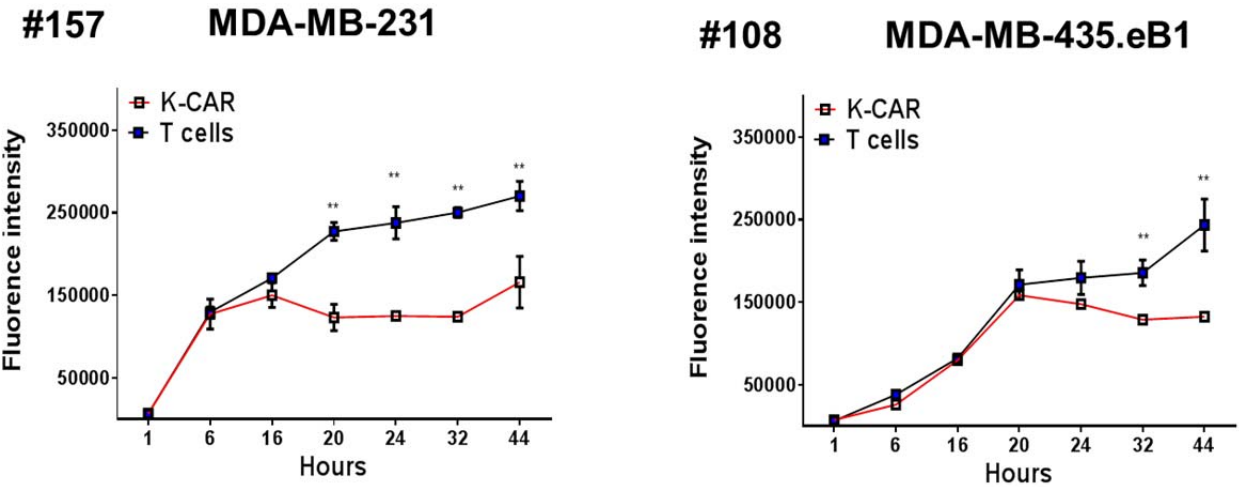 #157 MDA-MB-231
K-CAR
T cells
350000
250000
150000
50000
Fluorence intensity
** ** ** **
1 6 16 20 24 32 44
Hours
#108 MDA-MB-435.eB1
K-CAR
T cells
350000
250000
150000
50000
Fluorence intensity
** **
1 6 16 20 24 32 44
Hours